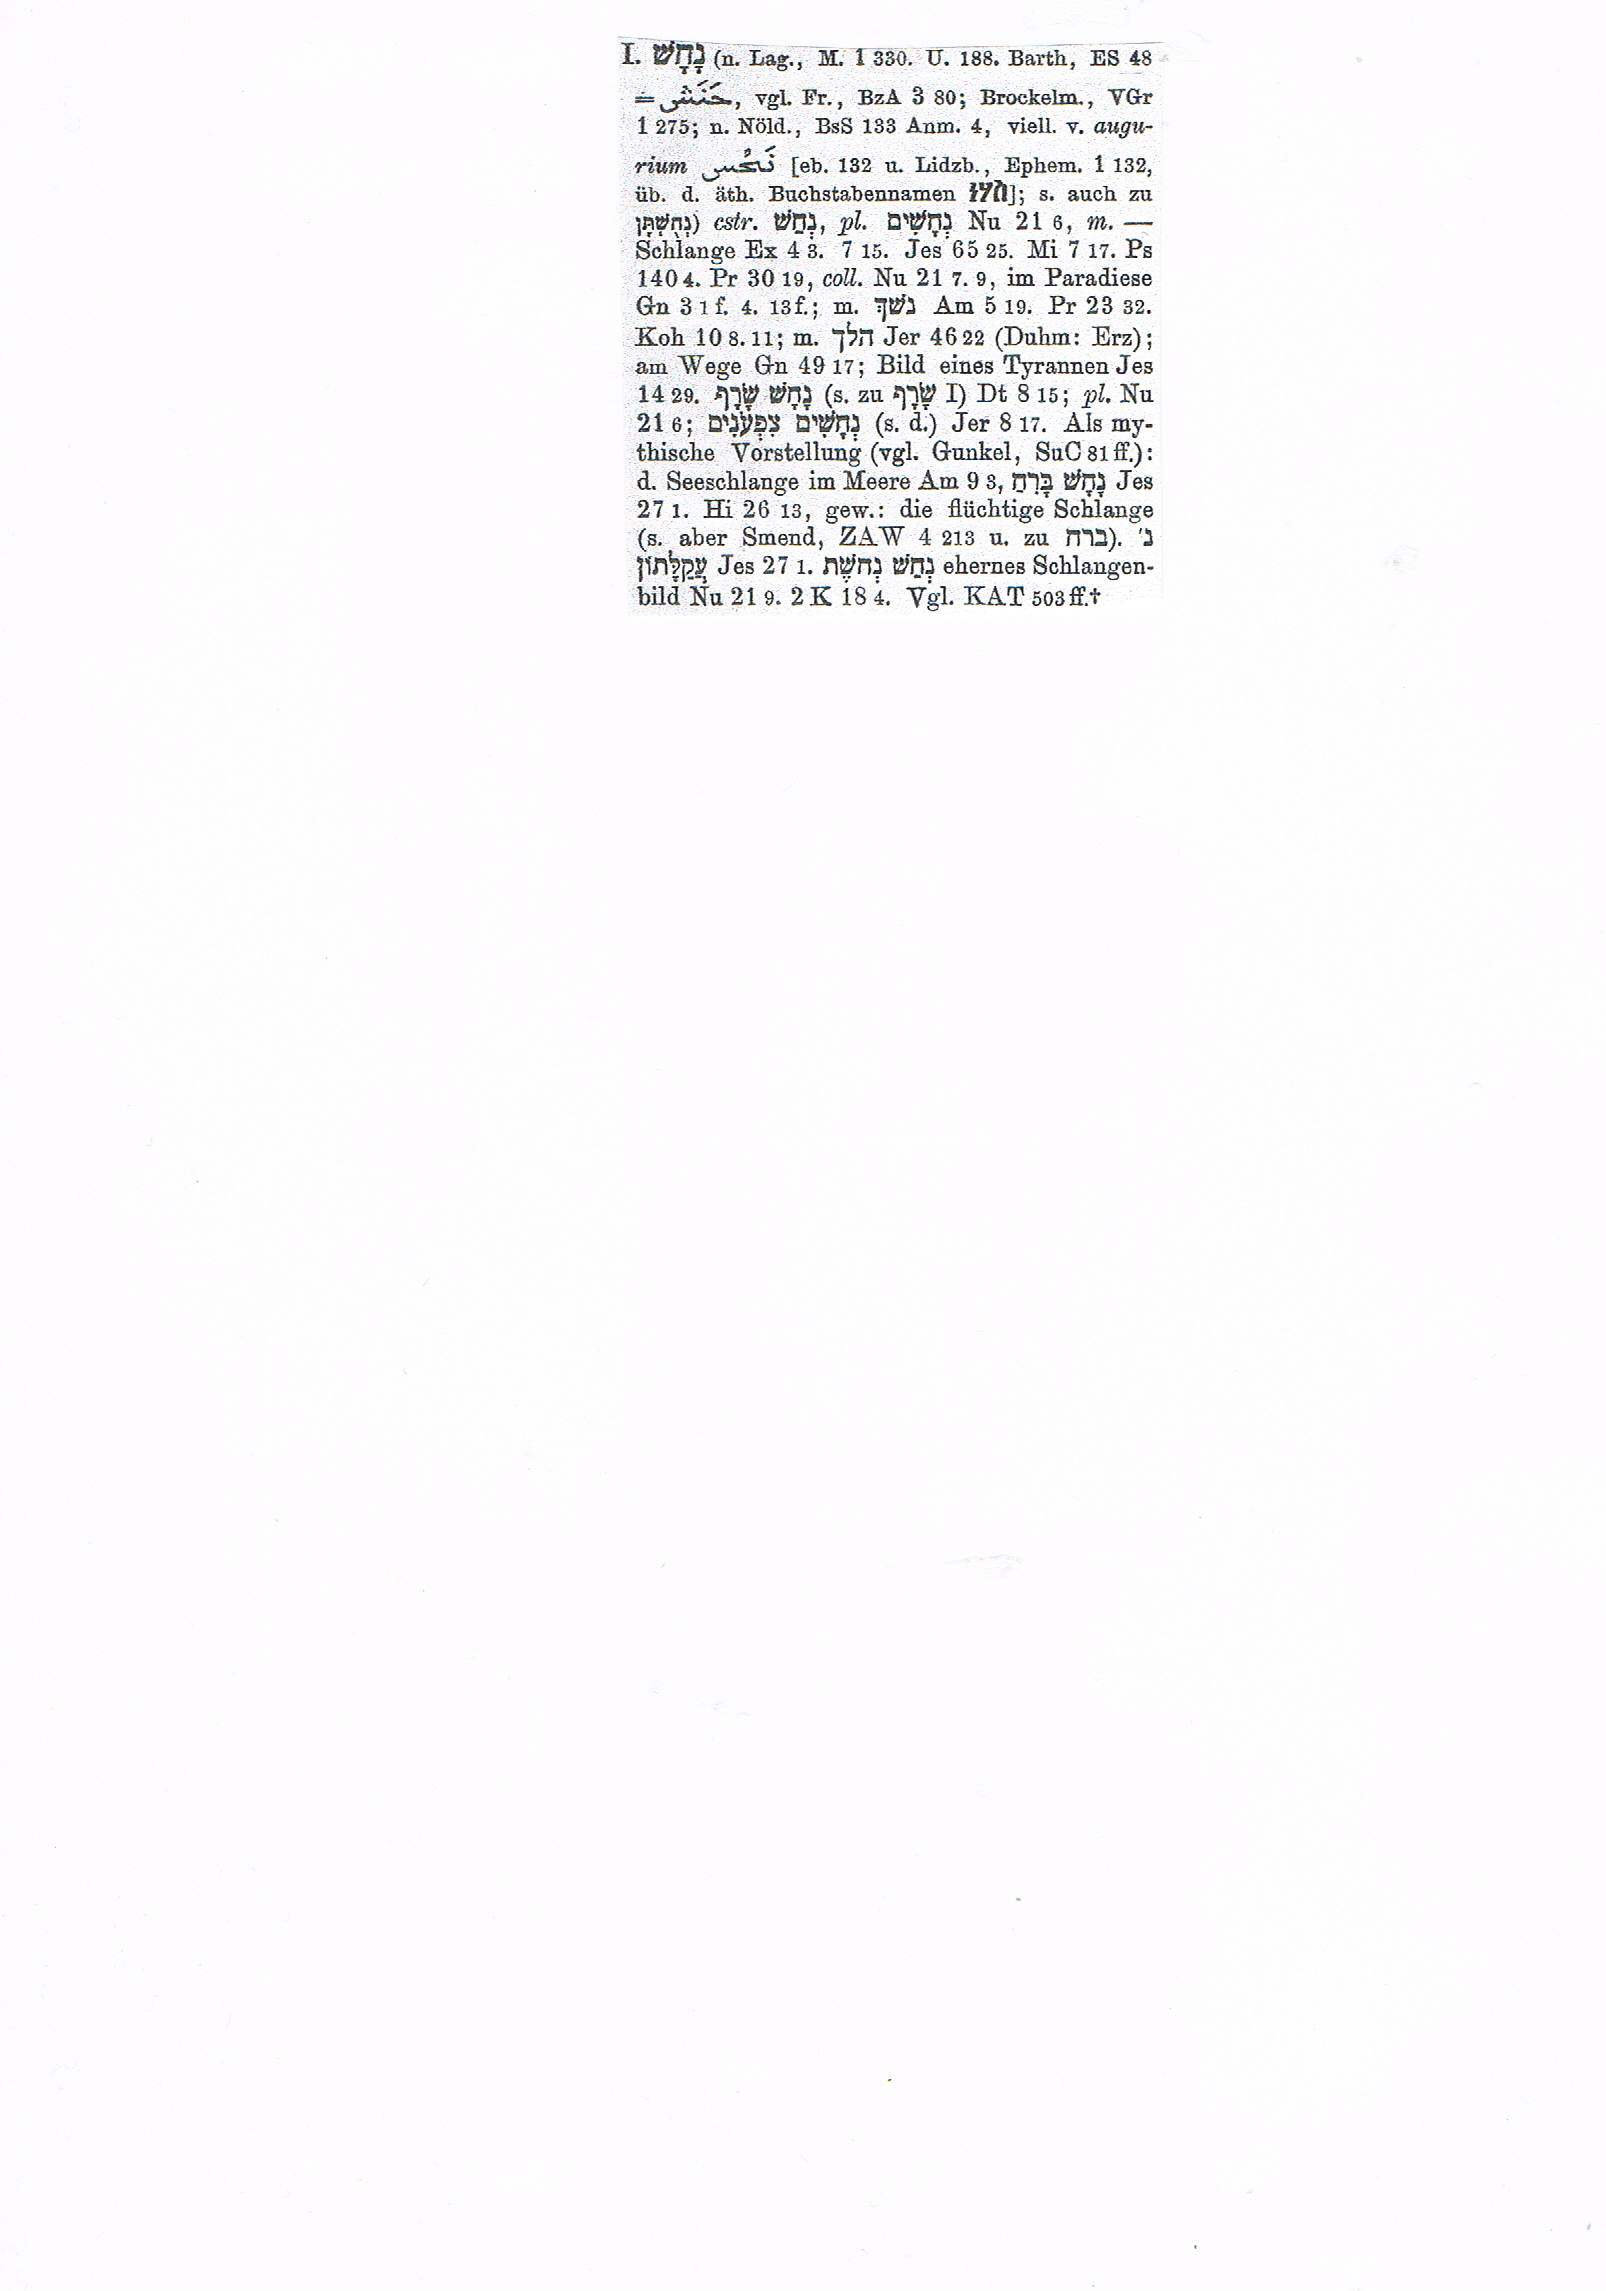 I. נָחָשׁ (n. Lag., M. 1 330. U. 188. Barth, ES 48
= حَنَش, vgl. Fr., BzA 3 80; Brockelm., VGr
1 275; n. Nöld., BsS 133 Anm. 4, viell. v. augu-
rium نَحْس [eb. 132 u. Lidzb., Ephem. 1 132,
üb. d. äth. Buchstabennamen]; s. auch zu
נְחֻשְׁתָּן) cstr. נְחַשׁ, pl. נְחָשִׁים Nu 21 6, m. —
Schlange Ex 4 3. 7 15. Jes 65 25. Mi 7 17. Ps
140 4. Pr 30 19, coll. Nu 21 7. 9, im Paradiese
Gn 3 1 f. 4. 13 f.; m. נשׁךְ Am 5 19. Pr 23 32.
Koh 10 8. 11; m. הלך Jer 46 22 (Duhm: Erz);
am Wege Gn 49 17; Bild eines Tyrannen Jes
14 29. נָחָשׁ שָׂרָף (s. zu שָׂרָף I) Dt 8 15; pl. Nu
21 6; נְחָשִׁים צִפְעֹנִים (s. d.) Jer 8 17. Als my-
thische Vorstellung (vgl. Gunkel, SuC 81 ff.):
d. Seeschlange im Meere Am 9 3, נָחָשׁ בָּרִחַ Jes
27 1. Hi 26 13, gew.: die flüchtige Schlange
(s. aber Smend, ZAW 4 213 u. zu ברח). נ׳
עֲקַלָּתוֹן Jes 27 1. נְחַשׁ נְחשֶׁת ehernes Schlangen-
bild Nu 21 9. 2 K 18 4. Vgl. KAT 503 ff.†